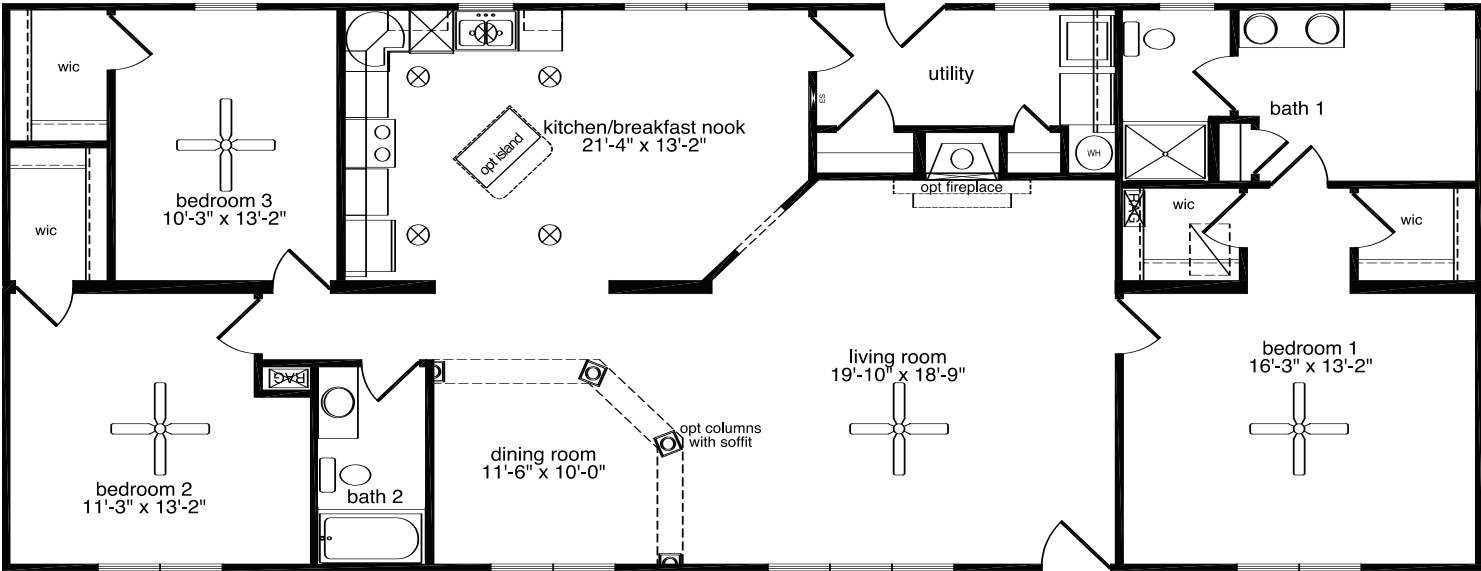 wic
bedroom 3
10'-3" x 13'-2"
wic
kitchen/breakfast nook
21'-4" x 13'-2"
opt island
utility
ES
WH
opt fireplace
bath 1
RAG
wic
wic
bedroom 2
11'-3" x 13'-2"
RAG
bath 2
dining room
11'-6" x 10'-0"
opt columns
with soffit
living room
19'-10" x 18'-9"
bedroom 1
16'-3" x 13'-2"